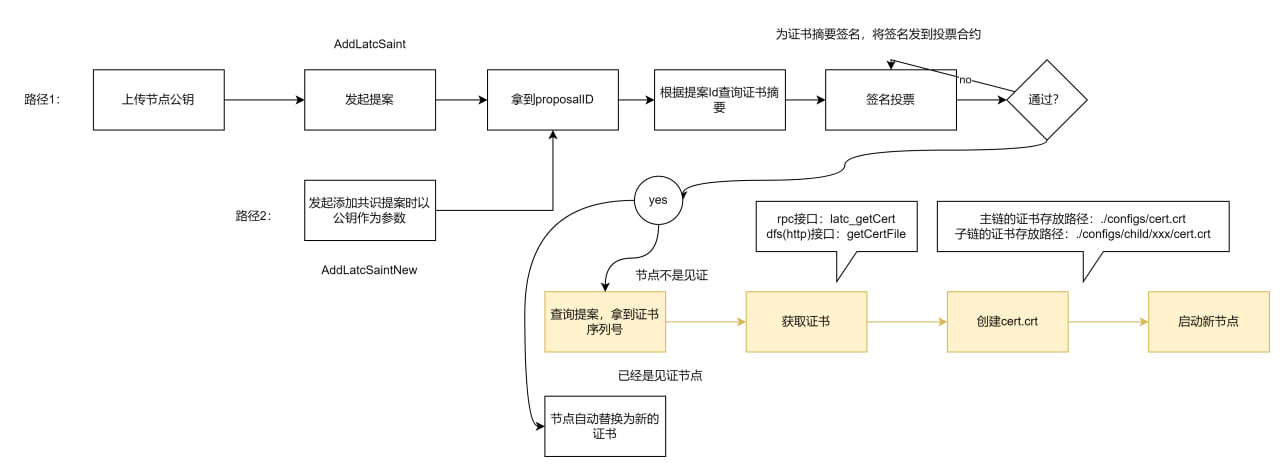 为证书摘要签名，将签名发到投票合约
AddLatcSaint
路径1：
上传节点公钥
发起提案
拿到proposalID
根据提案Id查询证书摘
要
签名投票
no
通过？
路径2：
发起添加共识提案时以
公钥作为参数
AddLatcSaintNew
yes
rpc接口：latc_getCert
dfs(http)接口：getCertFile
主链的证书存放路径：./configs/cert.crt
子链的证书存放路径：./configs/child/xxx/cert.crt
节点不是见证
查询提案，拿到证书
序列号
获取证书
创建cert.crt
启动新节点
已经是见证节点
节点自动替换为新的
证书